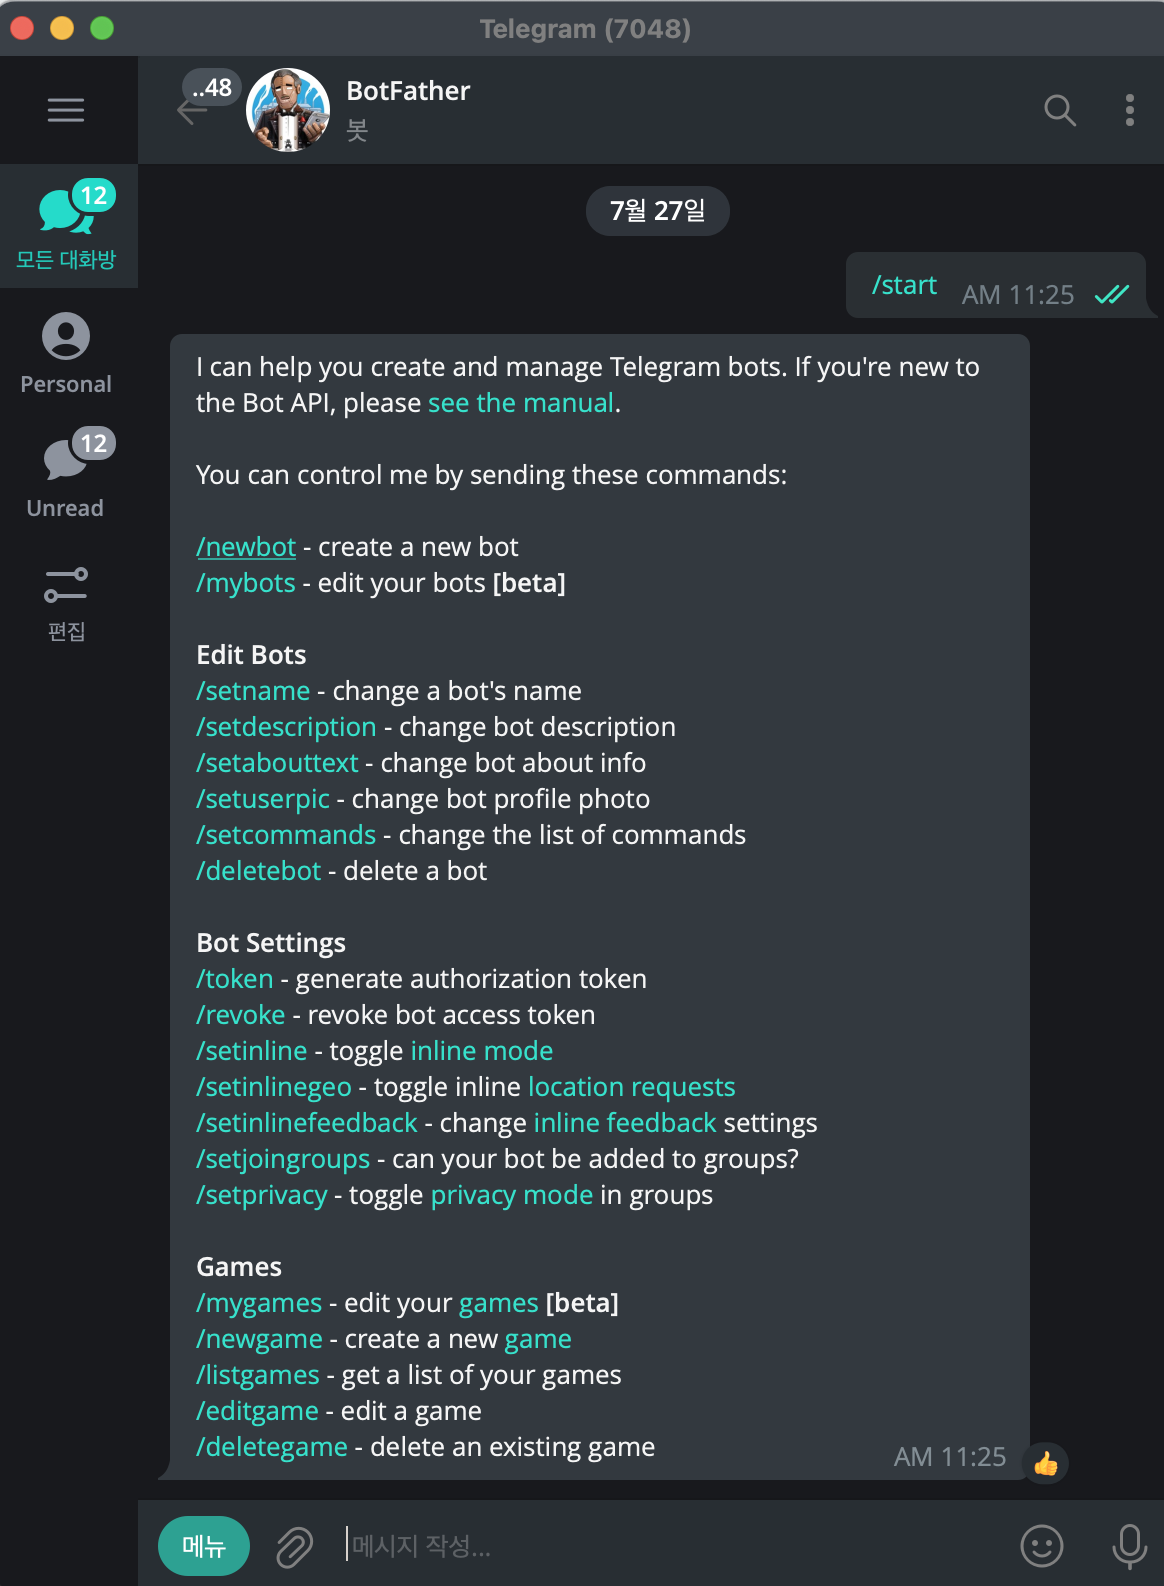 Telegram (7048)
..48
BotFather
봇
12
모든 대화방
Personal
12
Unread
편집
7월 27일
/start AM 11:25
I can help you create and manage Telegram bots. If you're new to
the Bot API, please see the manual.
You can control me by sending these commands:
/newbot - create a new bot
/mybots - edit your bots [beta]
Edit Bots
/setname - change a bot's name
/setdescription - change bot description
/setabouttext - change bot about info
/setuserpic - change bot profile photo
/setcommands - change the list of commands
/deletebot - delete a bot
Bot Settings
/token - generate authorization token
/revoke - revoke bot access token
/setinline - toggle inline mode
/setinlinegeo - toggle inline location requests
/setinlinefeedback - change inline feedback settings
/setjoingroups - can your bot be added to groups?
/setprivacy - toggle privacy mode in groups
Games
/mygames - edit your games [beta]
/newgame - create a new game
/listgames - get a list of your games
/editgame - edit a game
/deletegame - delete an existing game
AM 11:25
메뉴
메시지 작성...